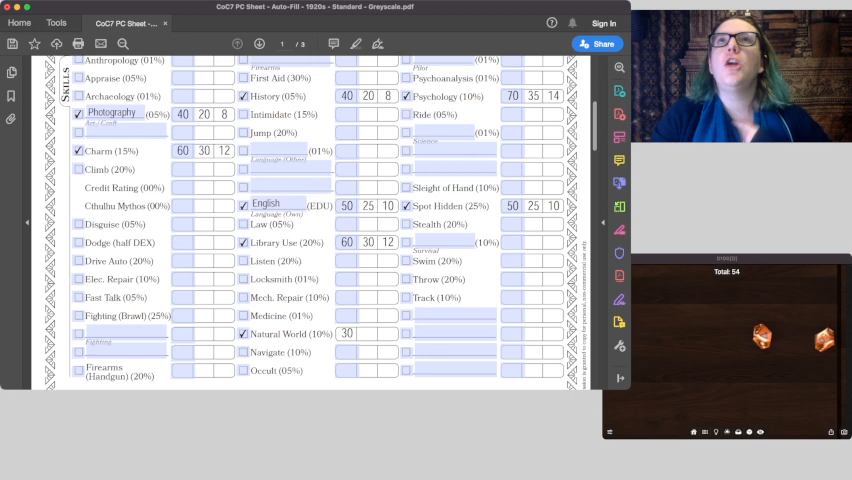 CoC7 PC Sheet - Auto-Fill - 1920s - Standard - Greyscale.pdf
Home Tools CoC7 PC Sheet -... × Sign In
1 / 3 Share
SKILLS
Anthropology (01%) Firearms (01%) Pilot
Appraise (05%) First Aid (30%) Psychoanalysis (01%)
Archaeology (01%) History (05%) 40 20 8 Psychology (10%) 70 35 14
Photography (05%) 40 20 8 Intimidate (15%) Ride (05%)
Art / Craft Jump (20%) (01%)
Science
Charm (15%) 60 30 12 (01%)
Climb (20%) Language (Other)
Credit Rating (00%) Sleight of Hand (10%)
Cthulhu Mythos (00%) English (EDU) 50 25 10 Spot Hidden (25%) 50 25 10
Language (Own)
Disguise (05%) Law (05%) Stealth (20%)
Dodge (half DEX) Library Use (20%) 60 30 12 (10%)
Survival
Drive Auto (20%) Listen (20%) Swim (20%)
Elec. Repair (10%) Locksmith (01%) Throw (20%)
Fast Talk (05%) Mech. Repair (10%) Track (10%)
Fighting (Brawl) (25%) Medicine (01%)
Natural World (10%) 30
Fighting
Navigate (10%)
Firearms
(Handgun) (20%) Occult (05%)
Total: 54